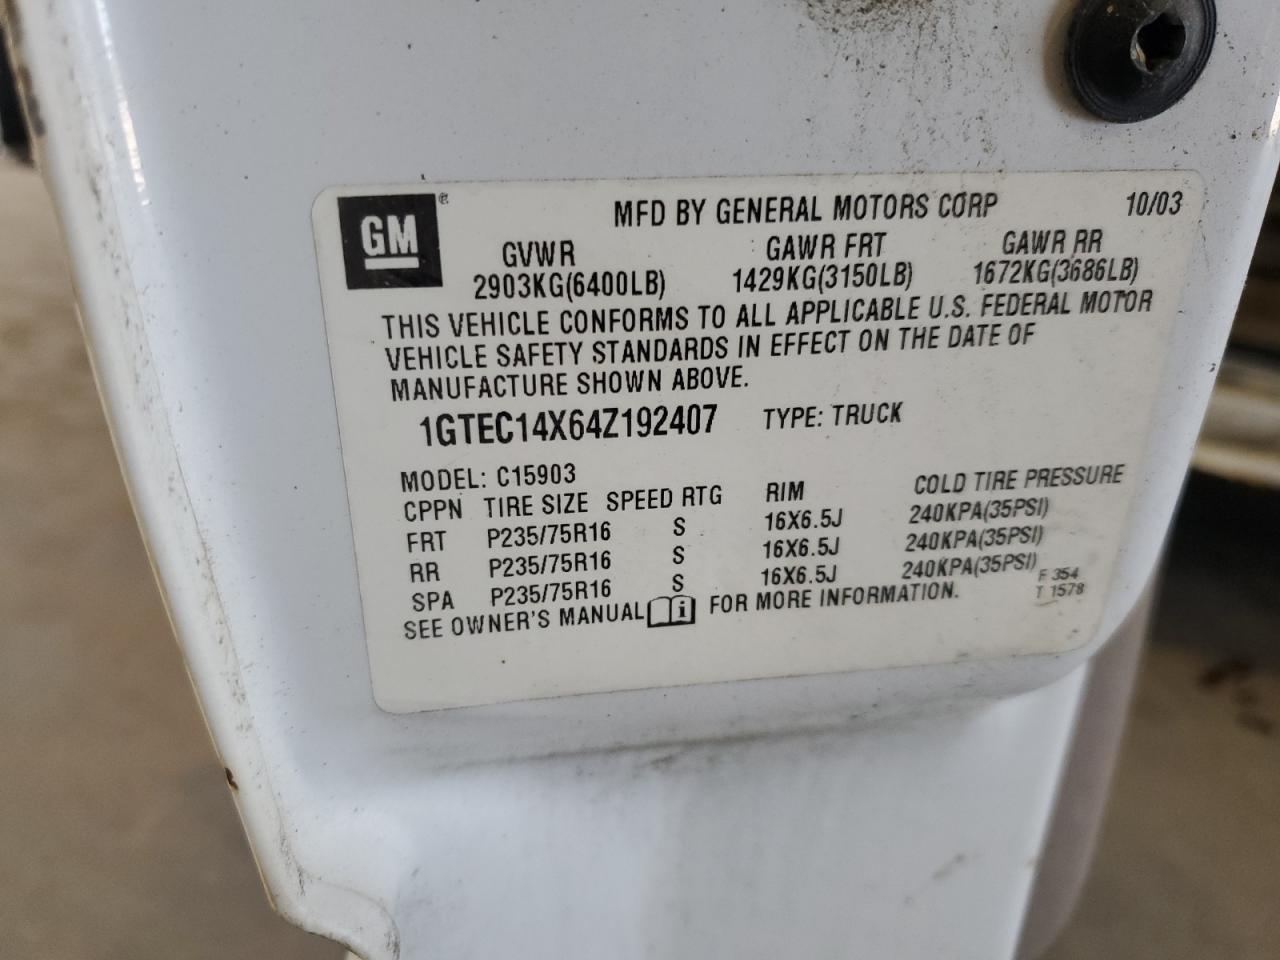 GM®
MFD BY GENERAL MOTORS CORP 10/03
GVWR GAWR FRT GAWR RR
2903KG(6400LB) 1429KG(3150LB) 1672KG(3686LB)
THIS VEHICLE CONFORMS TO ALL APPLICABLE U.S. FEDERAL MOTOR
VEHICLE SAFETY STANDARDS IN EFFECT ON THE DATE OF
MANUFACTURE SHOWN ABOVE.
1GTEC14X64Z192407 TYPE: TRUCK
MODEL: C15903
CPPN TIRE SIZE SPEED RTG RIM COLD TIRE PRESSURE
FRT P235/75R16 S 16X6.5J 240KPA(35PSI)
RR P235/75R16 S 16X6.5J 240KPA(35PSI)
SPA P235/75R16 S 16X6.5J 240KPA(35PSI)
SEE OWNER'S MANUAL i FOR MORE INFORMATION.
F 354
T 1578